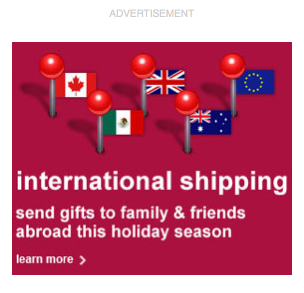 ADVERTISEMENT
international shipping
send gifts to family & friends
abroad this holiday season
learn more >